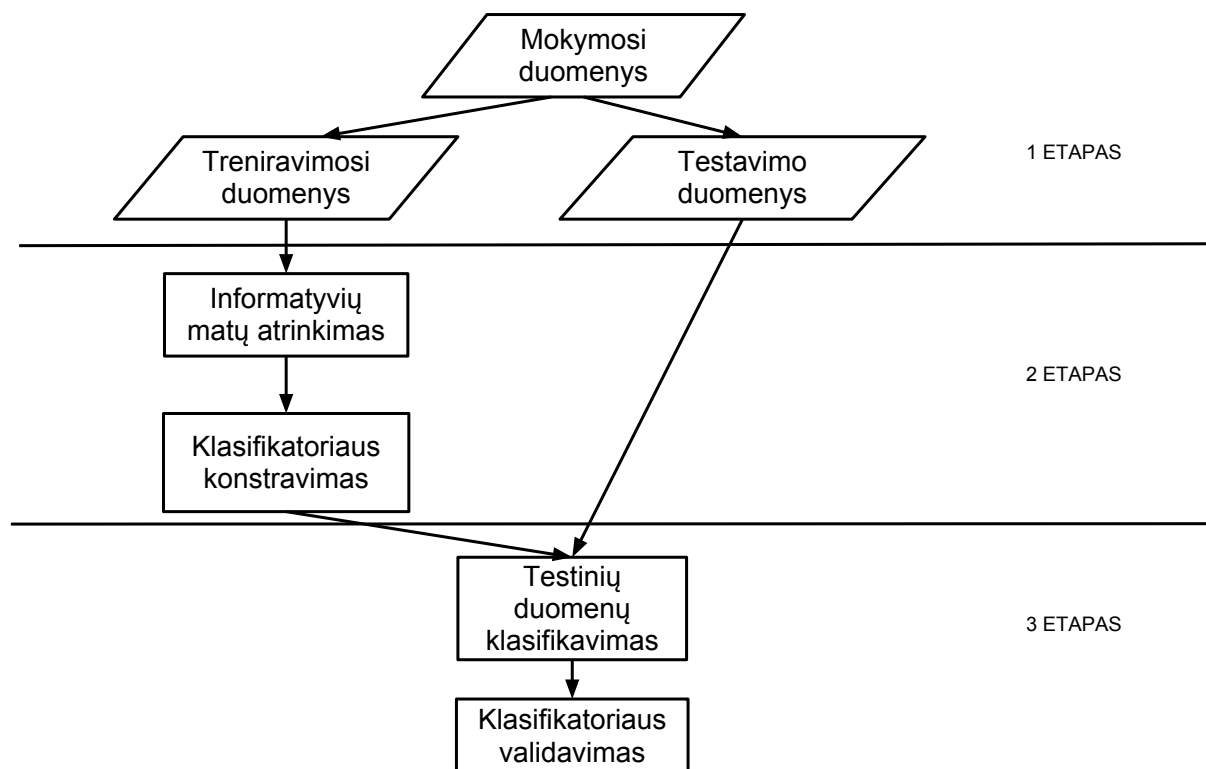 Mokymosi
duomenys
Treniravimosi
duomenys
Testavimo
duomenys
1 ETAPAS
Informatyvių
matų atrinkimas
2 ETAPAS
Klasifikatoriaus
konstravimas
Testinių
duomenų
klasifikavimas
3 ETAPAS
Klasifikatoriaus
validavimas